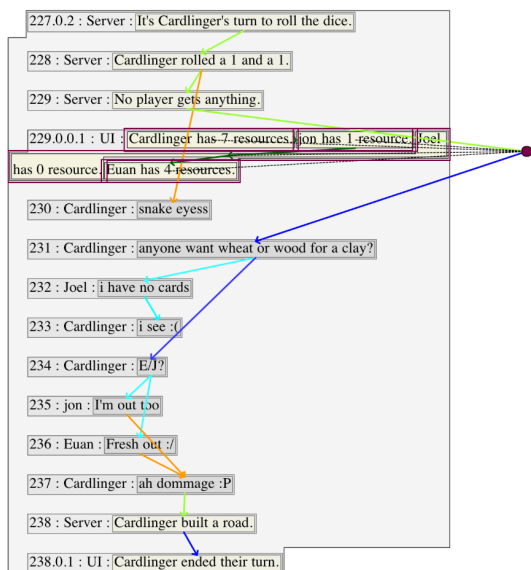 227.0.2 : Server : It's Cardlinger's turn to roll the dice.
228 : Server : Cardlinger rolled a 1 and a 1.
229 : Server : No player gets anything.
229.0.0.1 : UI : Cardlinger has 7 resources. jon has 1 resource. Joel
has 0 resource. Euan has 4 resources.
230 : Cardlinger : snake eyess
231 : Cardlinger : anyone want wheat or wood for a clay?
232 : Joel : i have no cards
233 : Cardlinger : i see :(
234 : Cardlinger : E/J?
235 : jon : I'm out too
236 : Euan : Fresh out :/
237 : Cardlinger : ah dommage :P
238 : Server : Cardlinger built a road.
238.0.1 : UI : Cardlinger ended their turn.